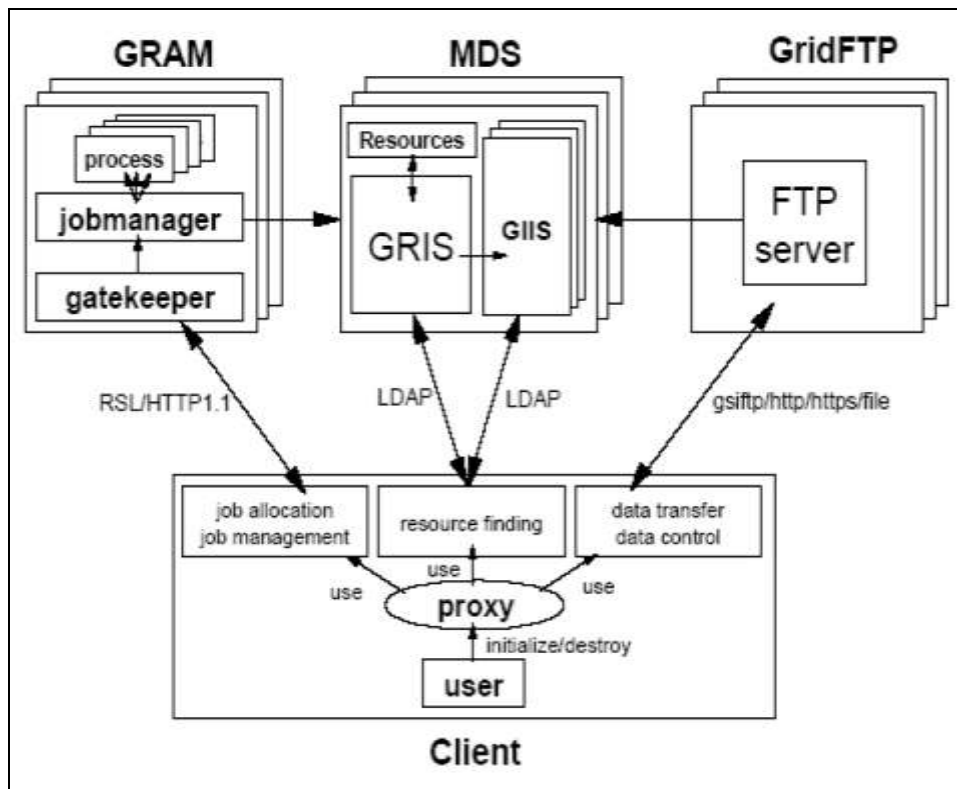 GRAM
MDS
GridFTP
process
jobmanager
gatekeeper
Resources
GRIS
GIIS
FTP
server
RSL/HTTP1.1
LDAP
LDAP
gsiftp/http/https/file
job allocation
job management
resource finding
data transfer
data control
use
use
use
proxy
initialize/destroy
user
Client